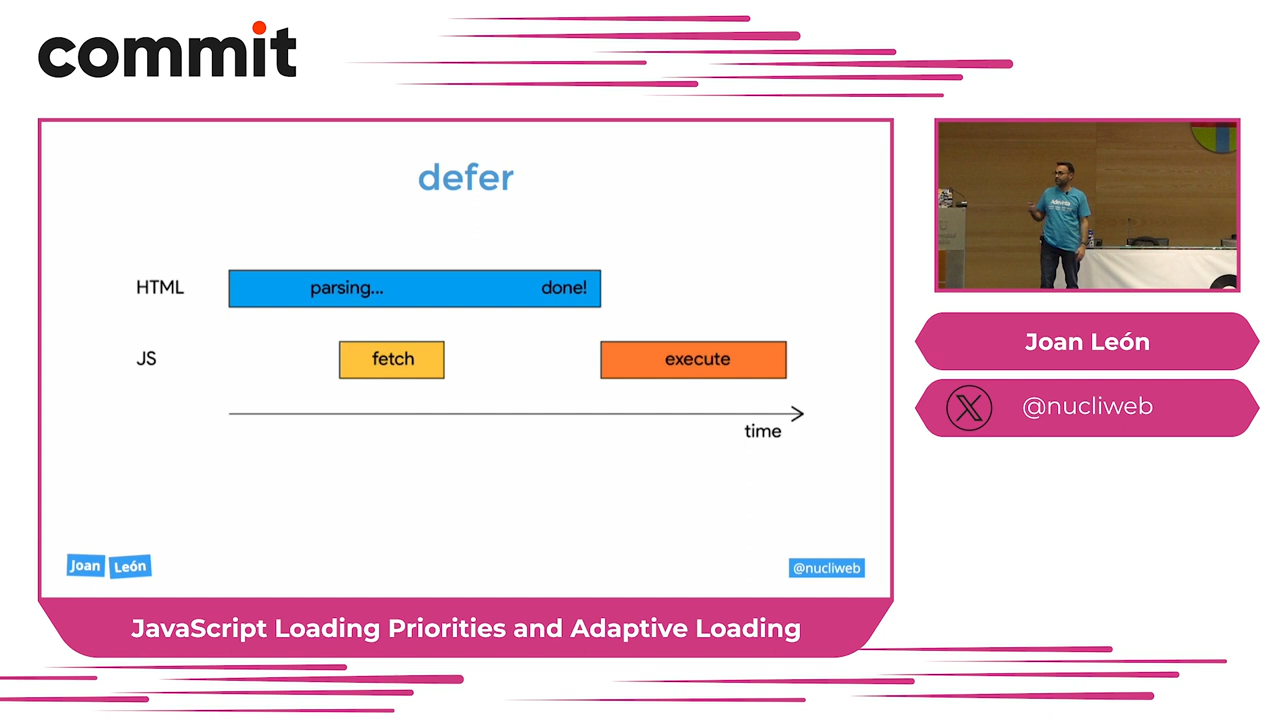 commit
defer
HTML
parsing...
done!
JS
fetch
execute
time
Joan León
@nucliweb
JavaScript Loading Priorities and Adaptive Loading
Adevinta
Joan León
@nucliweb